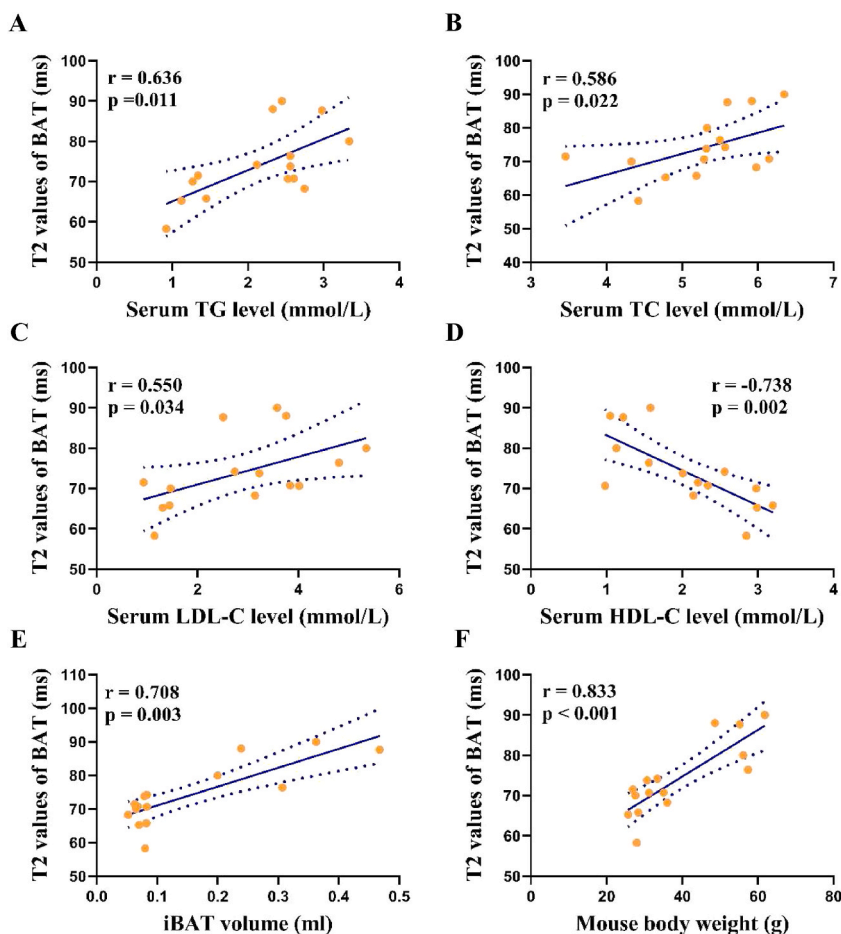 A
T2 values of BAT (ms)
100
90
80
70
60
50
r = 0.636
p =0.011
0 1 2 3 4
Serum TG level (mmol/L)
B
T2 values of BAT (ms)
100
90
80
70
60
50
40
r = 0.586
p = 0.022
3 4 5 6 7
Serum TC level (mmol/L)
C
T2 values of BAT (ms)
100
90
80
70
60
50
r = 0.550
p = 0.034
0 2 4 6
Serum LDL-C level (mmol/L)
D
T2 values of BAT (ms)
100
90
80
70
60
50
r = -0.738
p = 0.002
0 1 2 3 4
Serum HDL-C level (mmol/L)
E
T2 values of BAT (ms)
110
100
90
80
70
60
50
r = 0.708
p = 0.003
0.0 0.1 0.2 0.3 0.4 0.5
iBAT volume (ml)
F
T2 values of BAT (ms)
100
90
80
70
60
50
r = 0.833
p < 0.001
0 20 40 60 80
Mouse body weight (g)